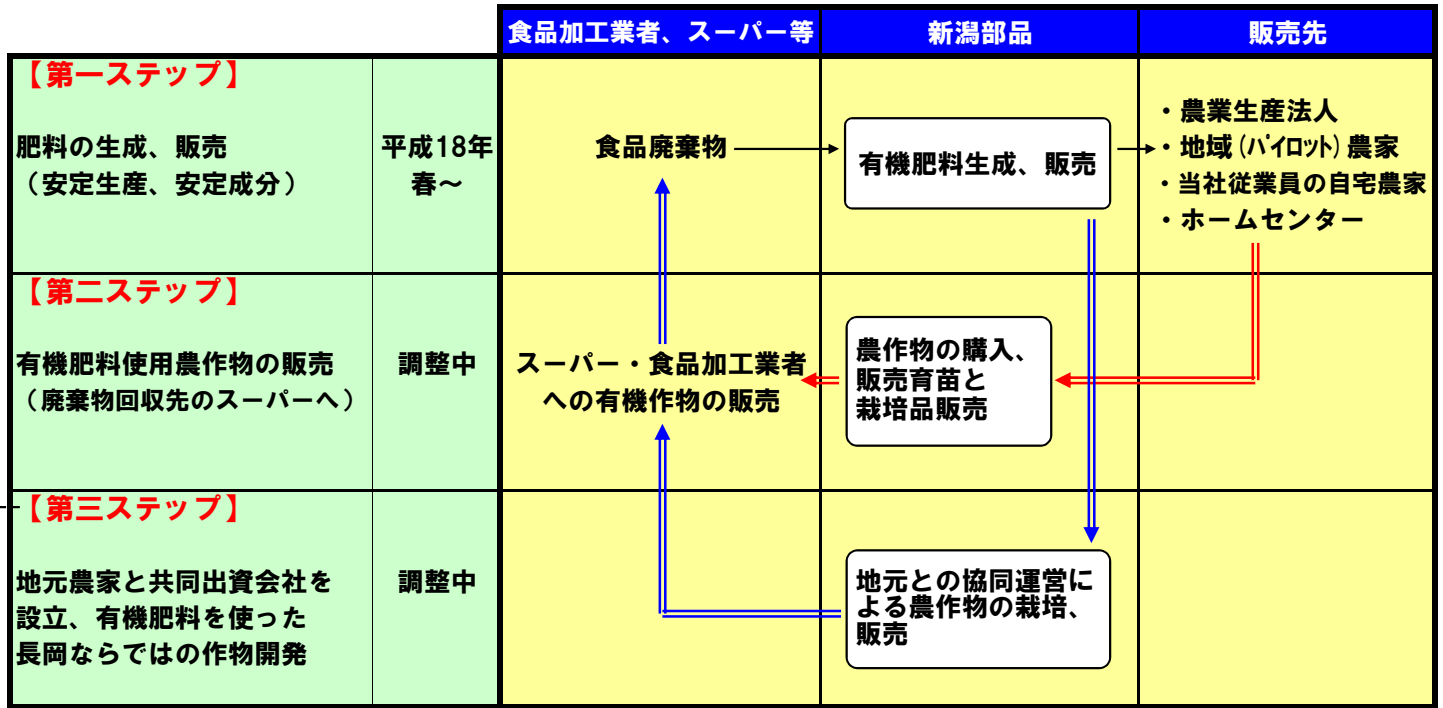 食品加工業者、スーパー等
新潟部品
販売先
【第一ステップ】
肥料の生成、販売
（安定生産、安定成分）
平成18年
春～
食品廃棄物
有機肥料生成、販売
・農業生産法人
・地域(ﾊﾟｲﾛｯﾄ)農家
・当社従業員の自宅農家
・ホームセンター
【第二ステップ】
有機肥料使用農作物の販売
（廃棄物回収先のスーパーへ）
調整中
スーパー・食品加工業者
への有機作物の販売
農作物の購入、
販売育苗と
栽培品販売
【第三ステップ】
地元農家と共同出資会社を
設立、有機肥料を使った
長岡ならではの作物開発
調整中
地元との協同運営に
よる農作物の栽培、
販売